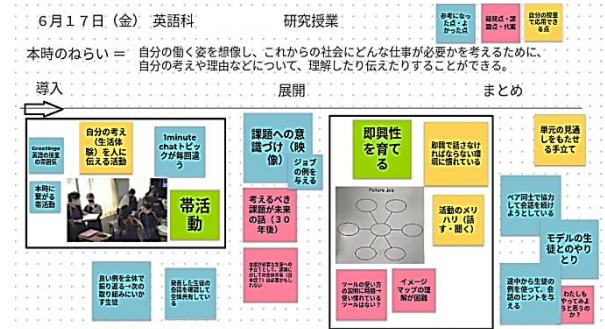 6月17日（金） 英語科
研究授業
参考になっ
た点・よ
かった点
疑問点・課
題点・代案
自分の授業
で応用でき
る点
本時のねらい＝
自分の働く姿を想像し、これからの社会にどんな仕事が必要かを考えるために、
自分の考えや理由などについて、理解したり伝えたりすることができる。
導入
展開
まとめ
Greetings
英語の授業
の雰囲気
自分の考え
（生活体
験）を人に
伝える活動
1minute
chatトピッ
クが毎回違
う
本時に
繋がる
帯活動
帯活
動
良い例を全体で
振り返る→次の
取り組みにいか
す生徒
発表した生徒の
会話を確認して
全体共有してい
る
課題への意
識づけ（映
像）
ジョブ
の例を
与える
考えるべき
課題が未来
の話（３０
年後）
即興性
を育て
る
即興で話さなけ
ればならない環
境に慣れている
Future Job
活動のメリ
ハリ（話
す・聞く）
ツールの使い方
の説明に時間→
使い慣れている
ツールはない？
イメージ
マップの理
解が困難
単元の見通
しをもたせ
る手立て
ペア同士で協力
して会話を続け
ようとしている
モデルの生
徒とのやり
とり
途中から生徒の
例を使って、会
話のヒントを与
える
わたしも
やってみよ
うと思うの
か？